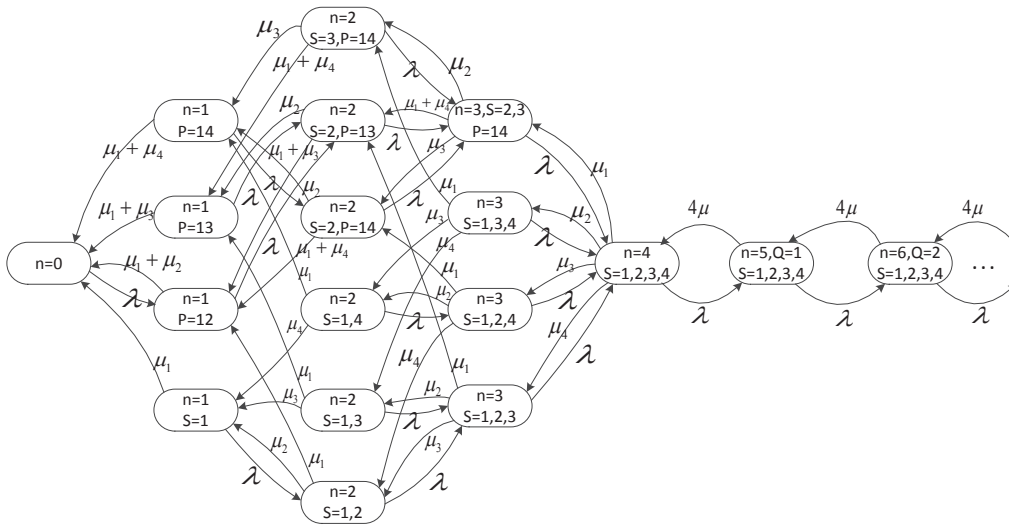 n=2
S=3,P=14
μ₃
μ₁ + μ₄
λ
μ₂
n=1
P=14
μ₂
n=2
S=2,P=13
μ₁ + μ₄
λ
n=3,S=2,3
P=14
μ₁ + μ₄
μ₁ + μ₃
λ
μ₂
μ₃
λ
μ₁
λ
n=1
P=13
μ₁ + μ₃
n=2
S=2,P=14
μ₁
μ₃
n=3
S=1,3,4
μ₂
λ
λ
μ₁ + μ₄
μ₄
4μ
4μ
4μ
n=0
μ₁ + μ₂
λ
n=1
P=12
μ₁
n=2
S=1,4
μ₂
λ
μ₁
n=3
S=1,2,4
μ₃
λ
n=4
S=1,2,3,4
n=5,Q=1
S=1,2,3,4
n=6,Q=2
S=1,2,3,4
...
λ
λ
λ
μ₄
μ₄
μ₁
μ₄
λ
μ₁
μ₁
n=1
S=1
μ₃
n=2
S=1,3
μ₂
λ
n=3
S=1,2,3
μ₂
λ
μ₁
μ₃
λ
n=2
S=1,2